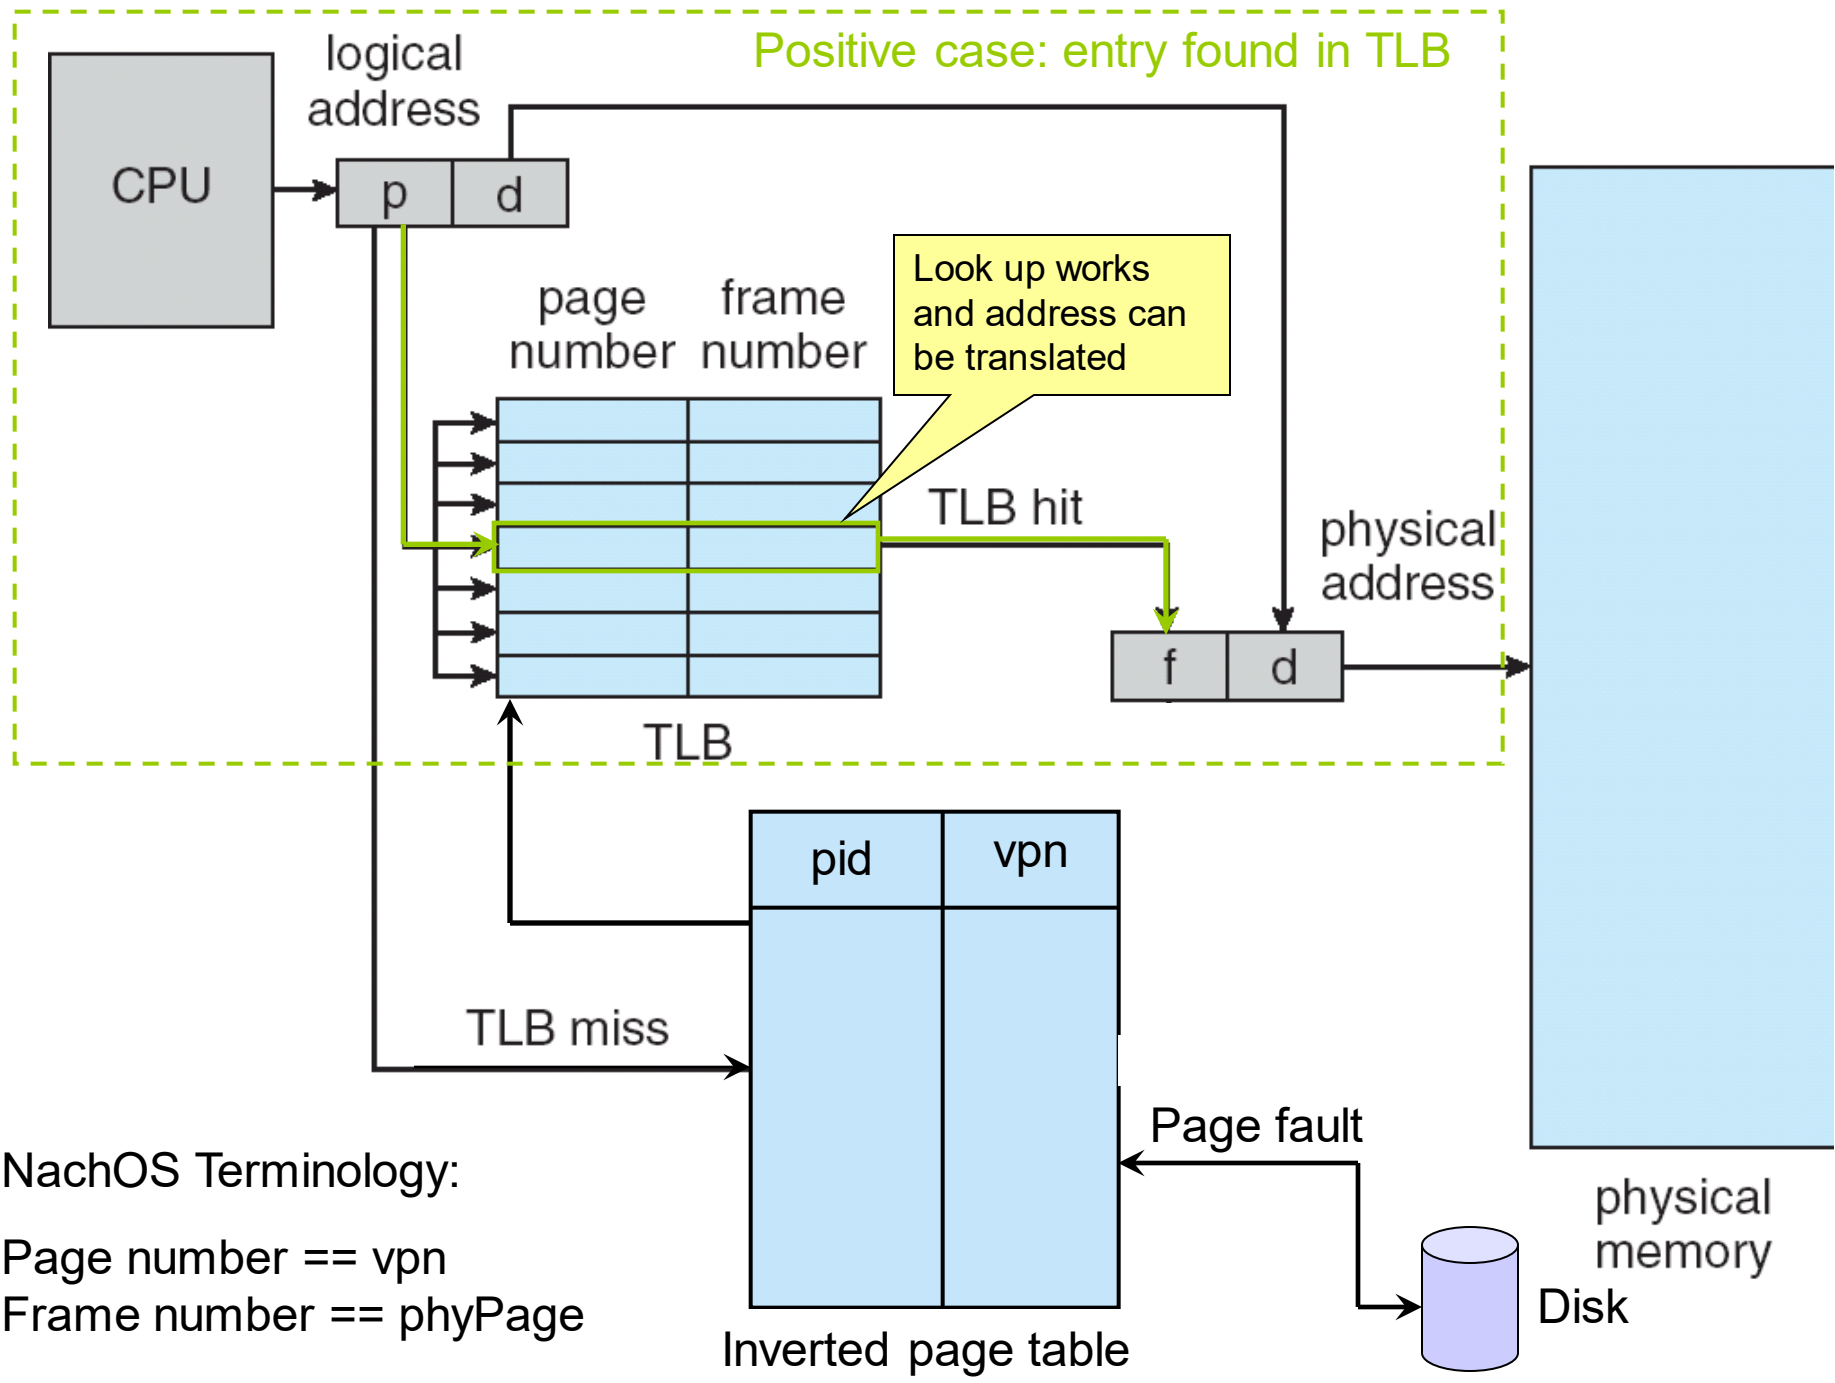 Positive case: entry found in TLB
logical
address
CPU
p
d
Look up works
and address can
be translated
page
number
frame
number
TLB hit
physical
address
f
d
TLB
pid
vpn
TLB miss
Page fault
NachOS Terminology:
Page number == vpn
Frame number == phyPage
physical
memory
Disk
Inverted page table